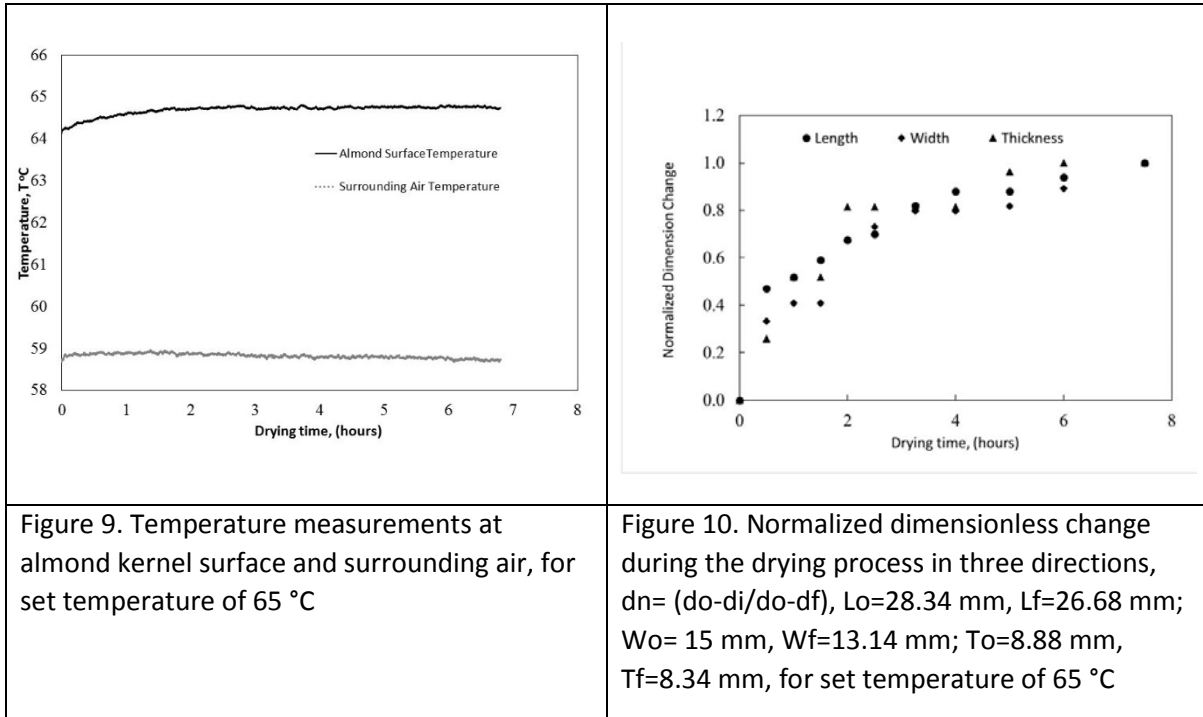 66
65
64
63
62
61
60
59
58
Temperature, T°C
Almond Surface Temperature
Surrounding Air Temperature
0 1 2 3 4 5 6 7 8
Drying time, (hours)
1.2
1.0
0.8
0.6
0.4
0.2
0.0
Normalized Dimension Change
Length Width Thickness
0 2 4 6 8
Drying time, (hours)
Figure 9. Temperature measurements at
almond kernel surface and surrounding air, for
set temperature of 65 °C
Figure 10. Normalized dimensionless change
during the drying process in three directions,
dn= (do-di/do-df), Lo=28.34 mm, Lf=26.68 mm;
Wo= 15 mm, Wf=13.14 mm; To=8.88 mm,
Tf=8.34 mm, for set temperature of 65 °C